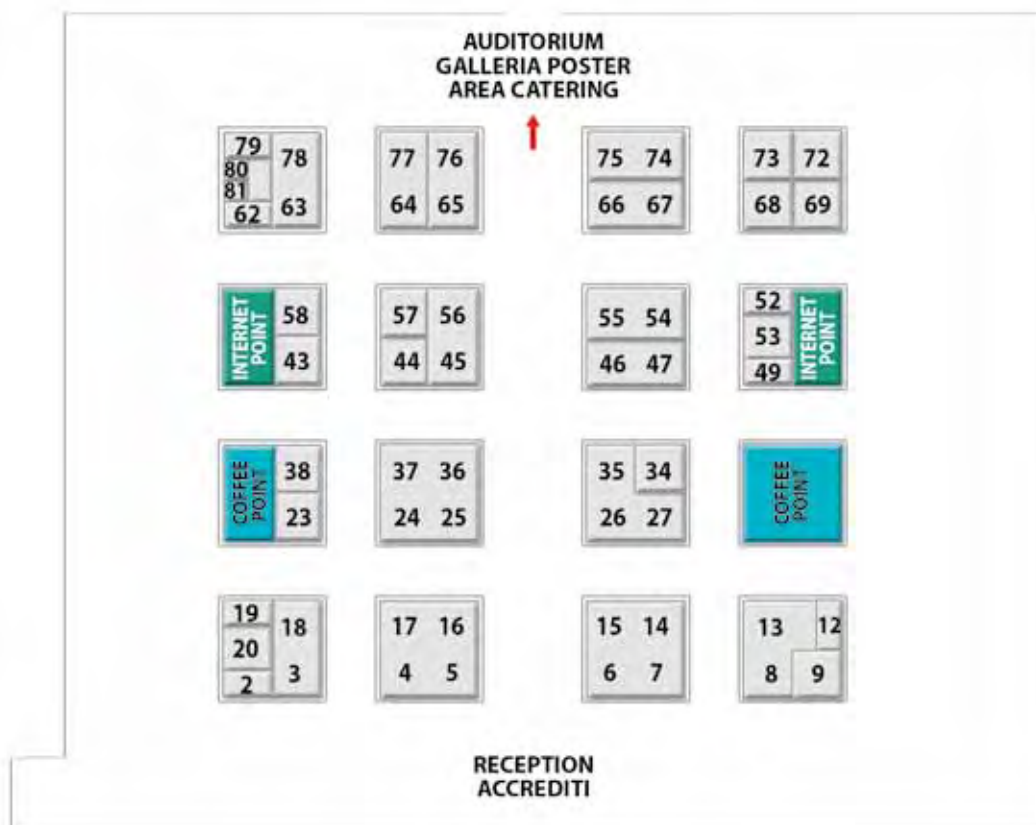 AUDITORIUM
GALLERIA POSTER
AREA CATERING
79 78
80
81
62 63
77 76
64 65
75 74
66 67
73 72
68 69
INTERNET
POINT
58
43
57 56
44 45
55 54
46 47
52
53
49
INTERNET
POINT
COFFEE
POINT
38
23
37 36
24 25
35 34
26 27
COFFEE
POINT
19 18
20
2 3
17 16
4 5
15 14
6 7
13 12
8 9
RECEPTION
ACCREDITI